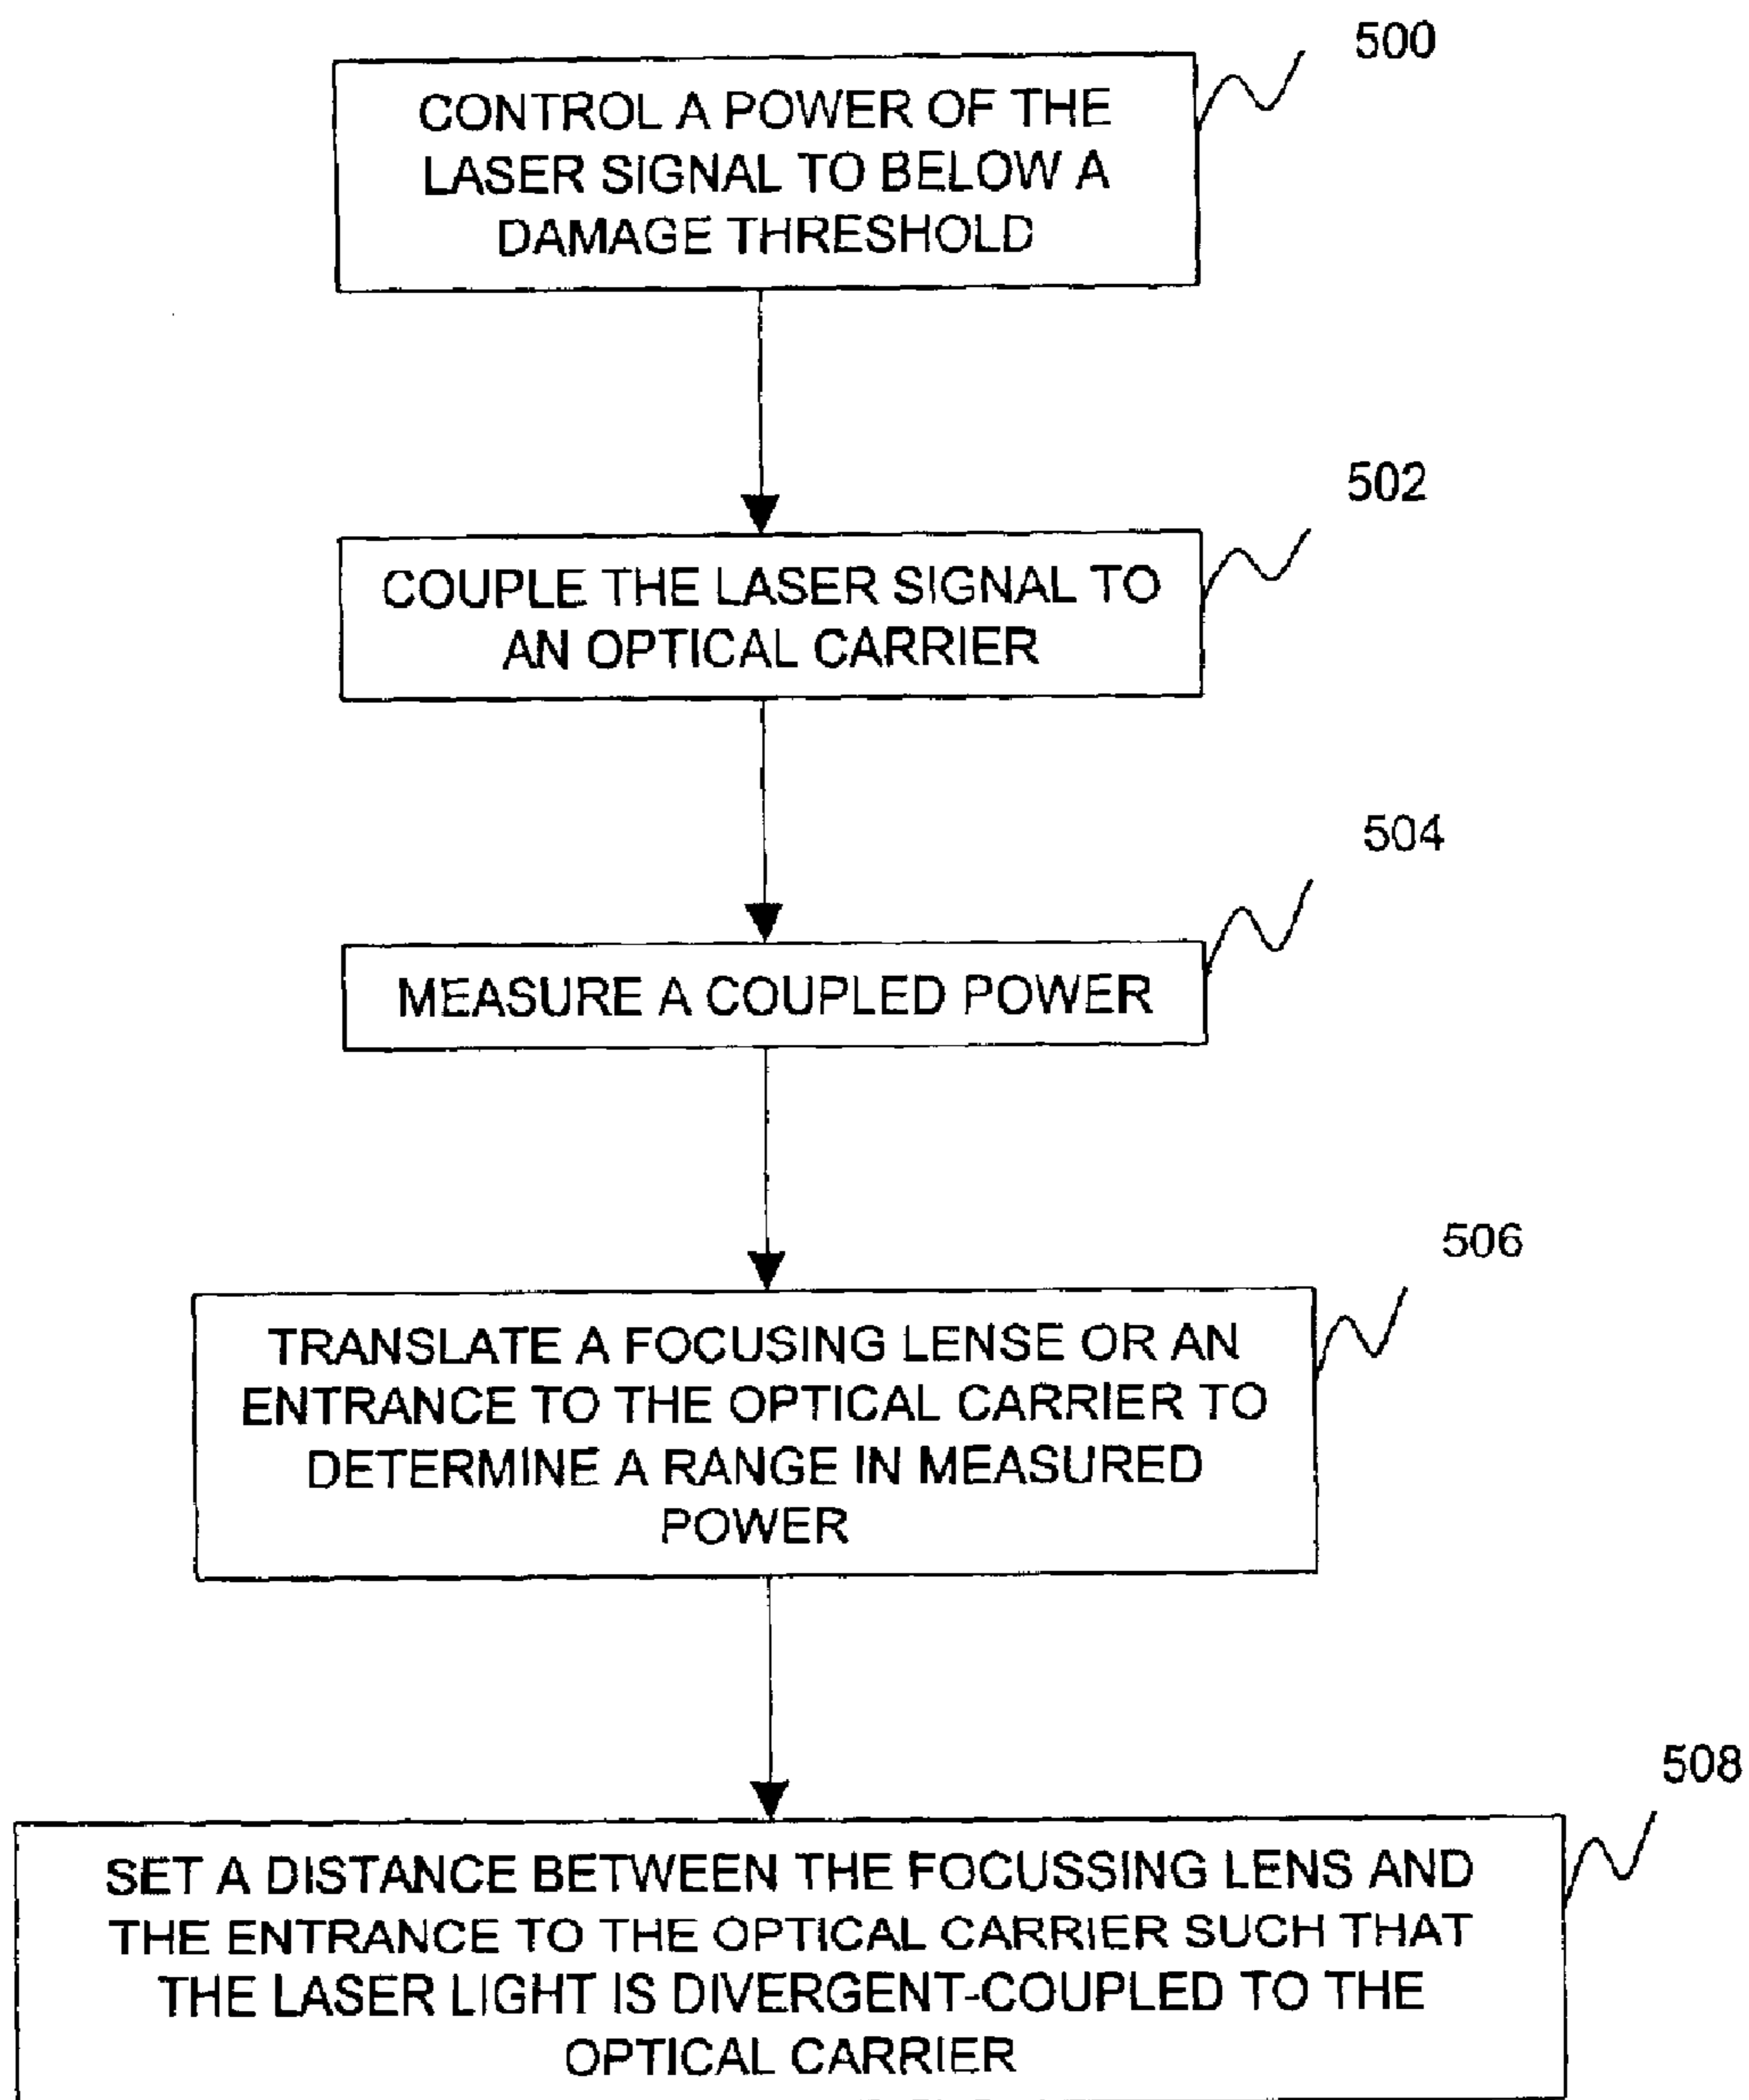 500
CONTROL A POWER OF THE
LASER SIGNAL TO BELOW A
DAMAGE THRESHOLD
502
COUPLE THE LASER SIGNAL TO
AN OPTICAL CARRIER
504
MEASURE A COUPLED POWER
506
TRANSLATE A FOCUSING LENSE OR AN
ENTRANCE TO THE OPTICAL CARRIER TO
DETERMINE A RANGE IN MEASURED
POWER
508
SET A DISTANCE BETWEEN THE FOCUSSING LENS AND
THE ENTRANCE TO THE OPTICAL CARRIER SUCH THAT
THE LASER LIGHT IS DIVERGENT-COUPLED TO THE
OPTICAL CARRIER